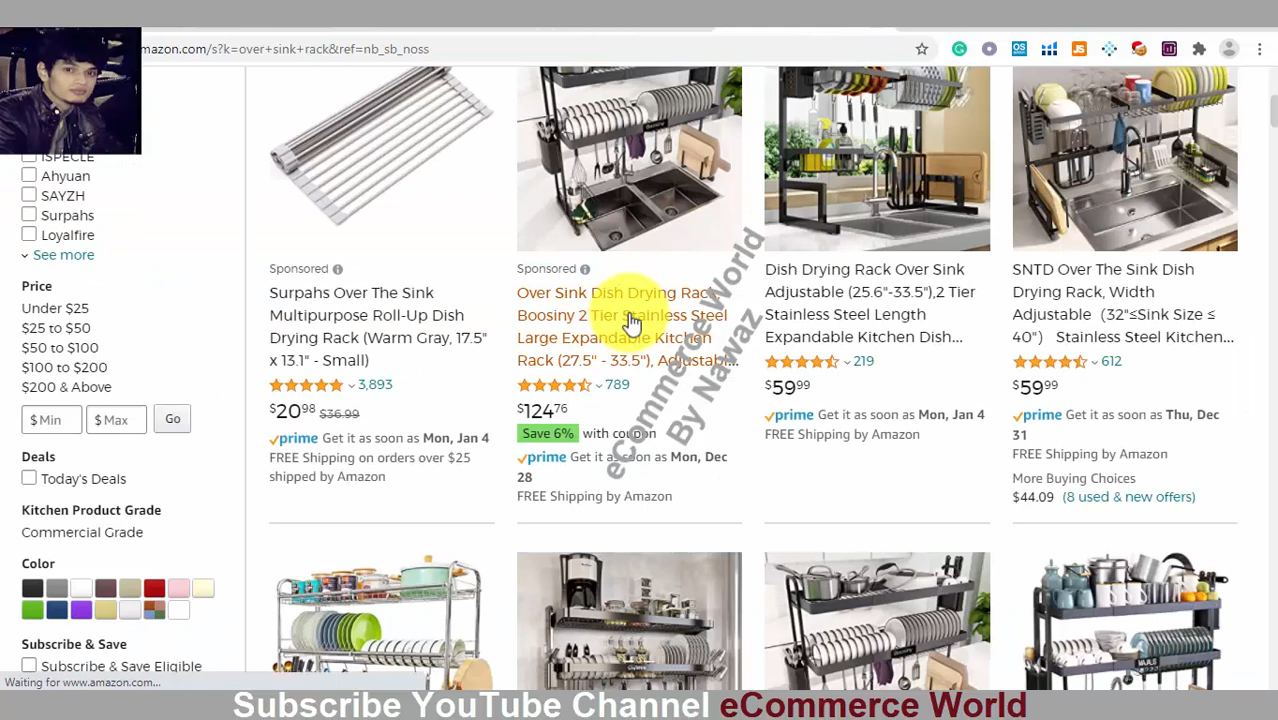 mazon.com/s?k=over+sink+rack&ref=nb_sb_noss
ISPECLE
Ahyuan
SAYZH
Surpahs
Loyalfire
See more
Price
Under $25
$25 to $50
$50 to $100
$100 to $200
$200 & Above
$ Min $ Max Go
Deals
Today's Deals
Kitchen Product Grade
Commercial Grade
Color
Subscribe & Save
Subscribe & Save Eligible
Waiting for www.amazon.com...
Sponsored
Surpahs Over The Sink
Multipurpose Roll-Up Dish
Drying Rack (Warm Gray, 17.5"
x 13.1" - Small)
3,893
$20.98 $36.99
prime Get it as soon as Mon, Jan 4
FREE Shipping on orders over $25
shipped by Amazon
Sponsored
Over Sink Dish Drying Rack,
Boosiny 2 Tier Stainless Steel
Large Expandable Kitchen
Rack (27.5" - 33.5"), Adjustabl...
789
$124.76
Save 6% with coupon
prime Get it as soon as Mon, Dec
28
FREE Shipping by Amazon
Dish Drying Rack Over Sink
Adjustable (25.6"-33.5"),2 Tier
Stainless Steel Length
Expandable Kitchen Dish...
219
$59.99
prime Get it as soon as Mon, Jan 4
FREE Shipping by Amazon
SNTD Over The Sink Dish
Drying Rack, Width
Adjustable（32"≤Sink Size ≤
40"） Stainless Steel Kitchen...
612
$59.99
prime Get it as soon as Thu, Dec
31
FREE Shipping by Amazon
More Buying Choices
$44.09 (8 used & new offers)
eCommerce World
By Nawaz
Subscribe YouTube Channel eCommerce World